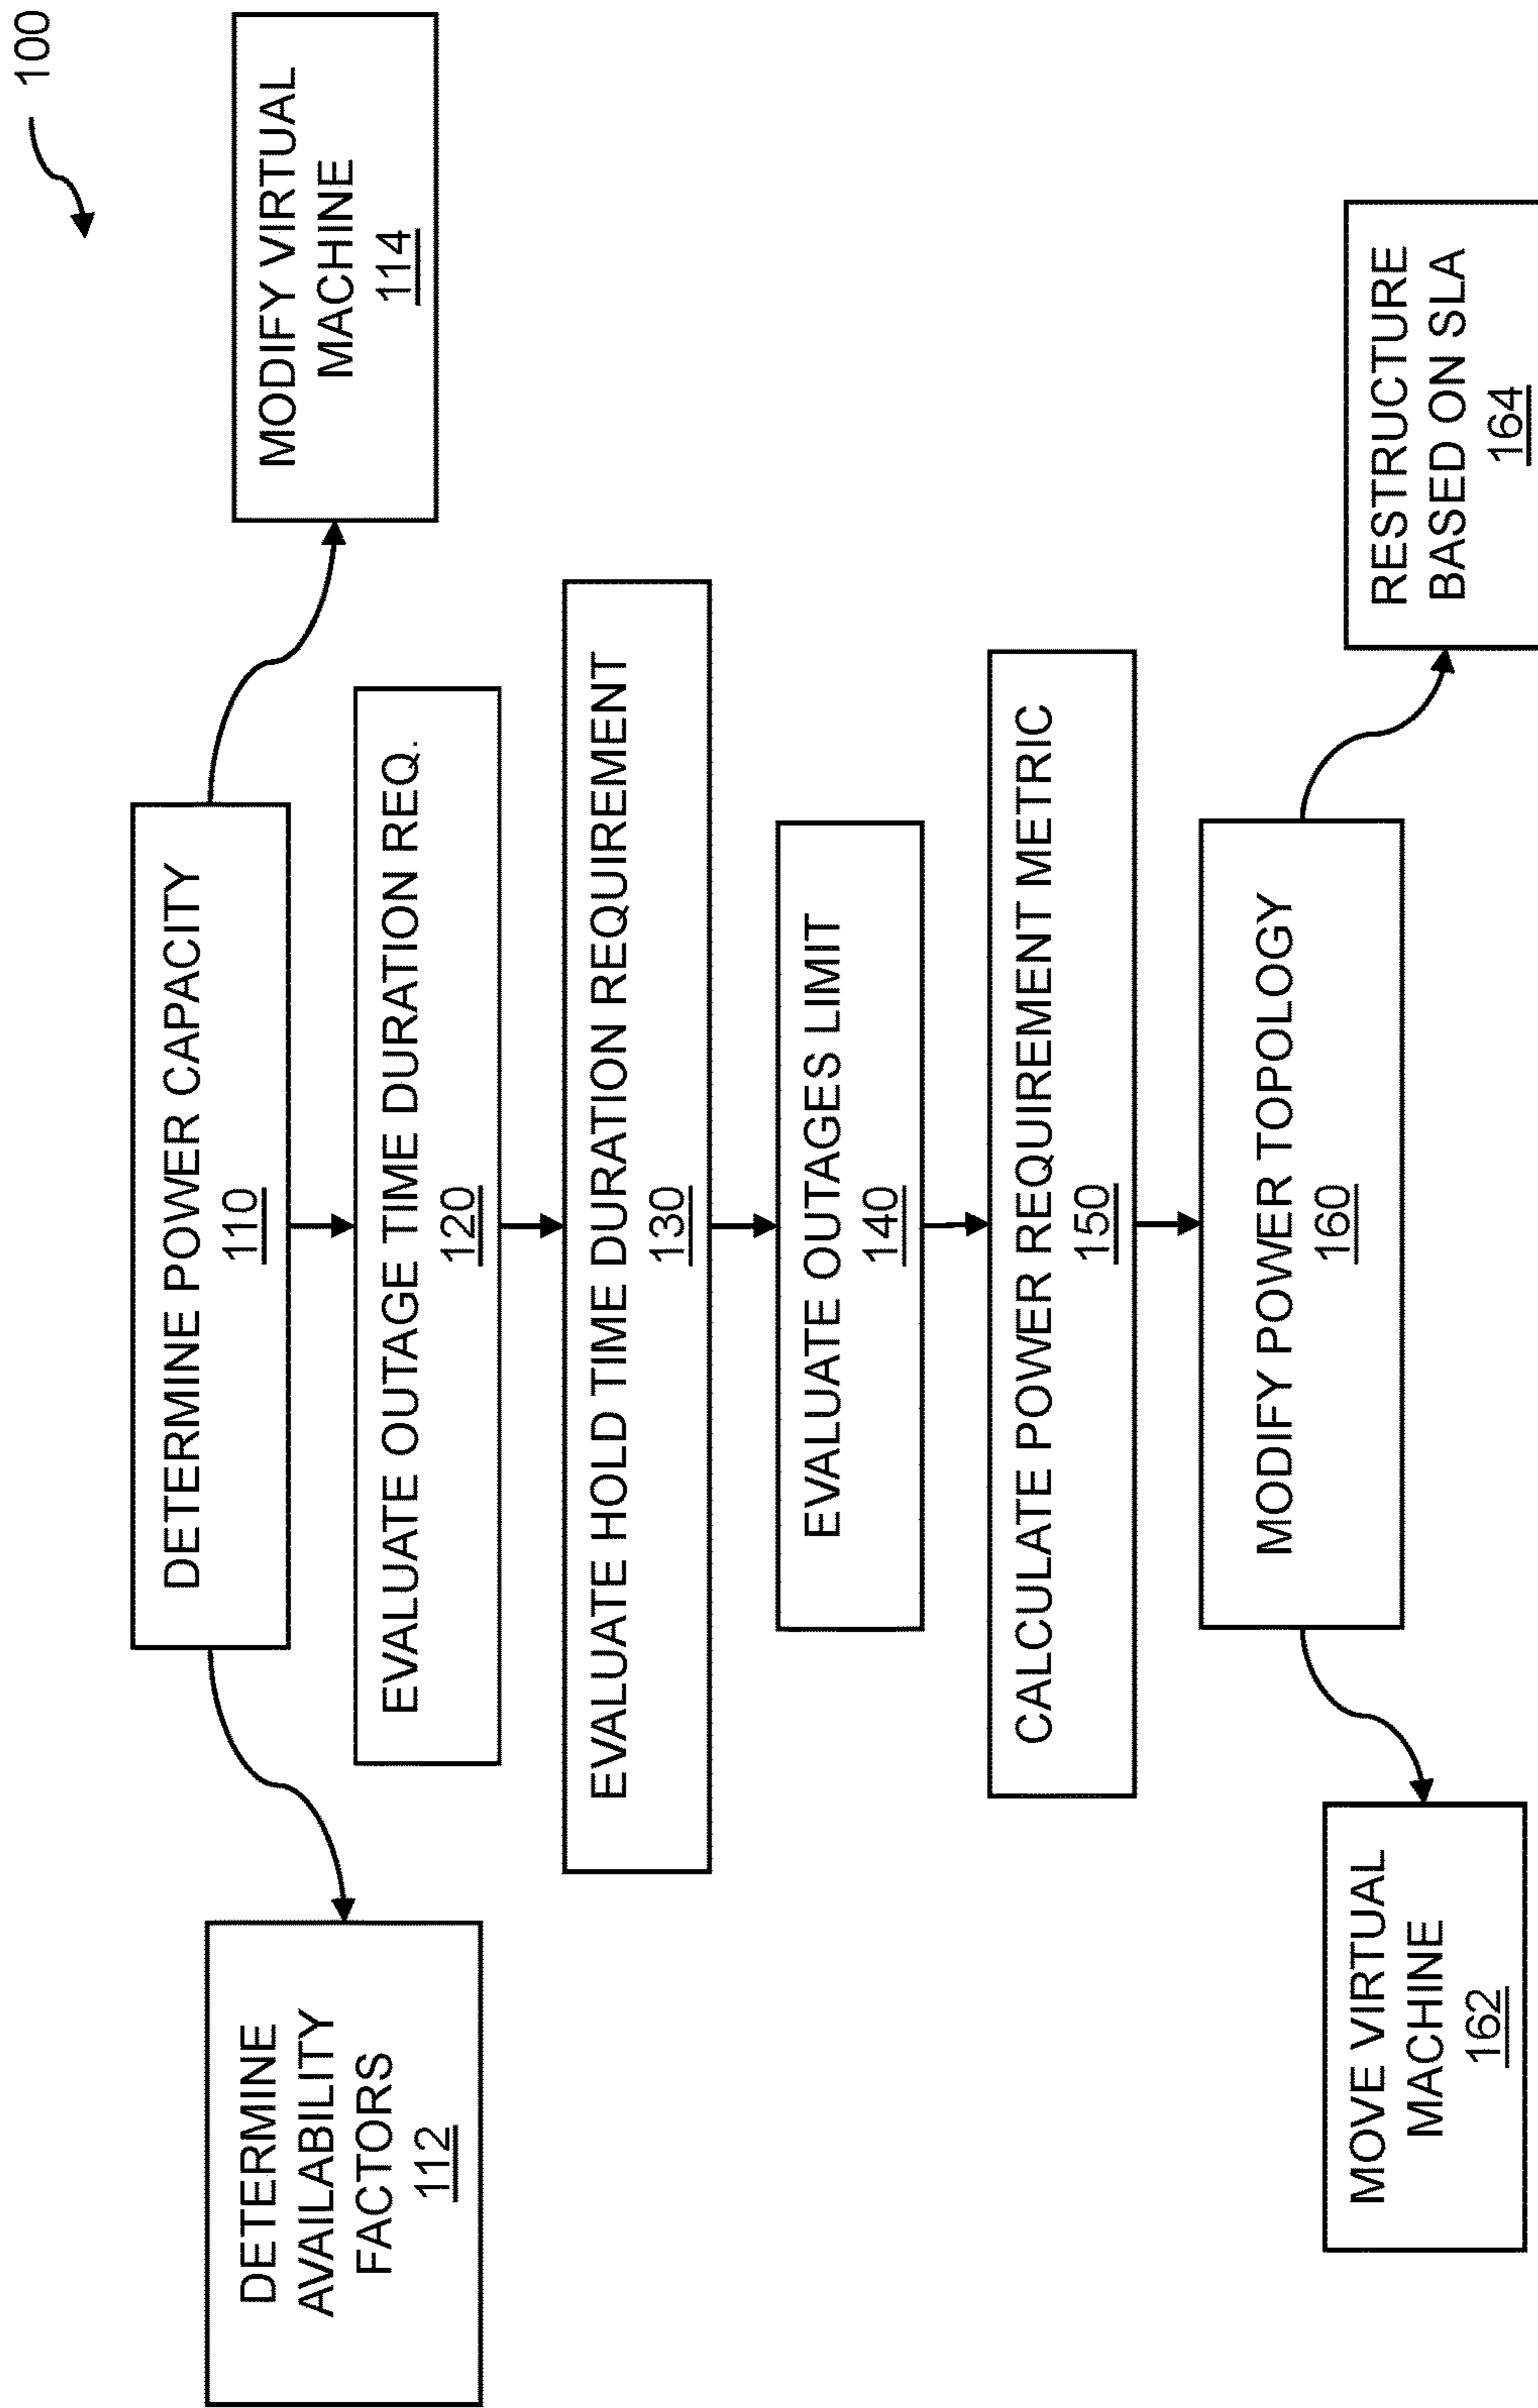 100
DETERMINE POWER CAPACITY
110
DETERMINE
AVAILABILITY
FACTORS
112
MODIFY VIRTUAL
MACHINE
114
EVALUATE OUTAGE TIME DURATION REQ.
120
EVALUATE HOLD TIME DURATION REQUIREMENT
130
EVALUATE OUTAGES LIMIT
140
CALCULATE POWER REQUIREMENT METRIC
150
MODIFY POWER TOPOLOGY
160
MOVE VIRTUAL
MACHINE
162
RESTRUCTURE
BASED ON SLA
164